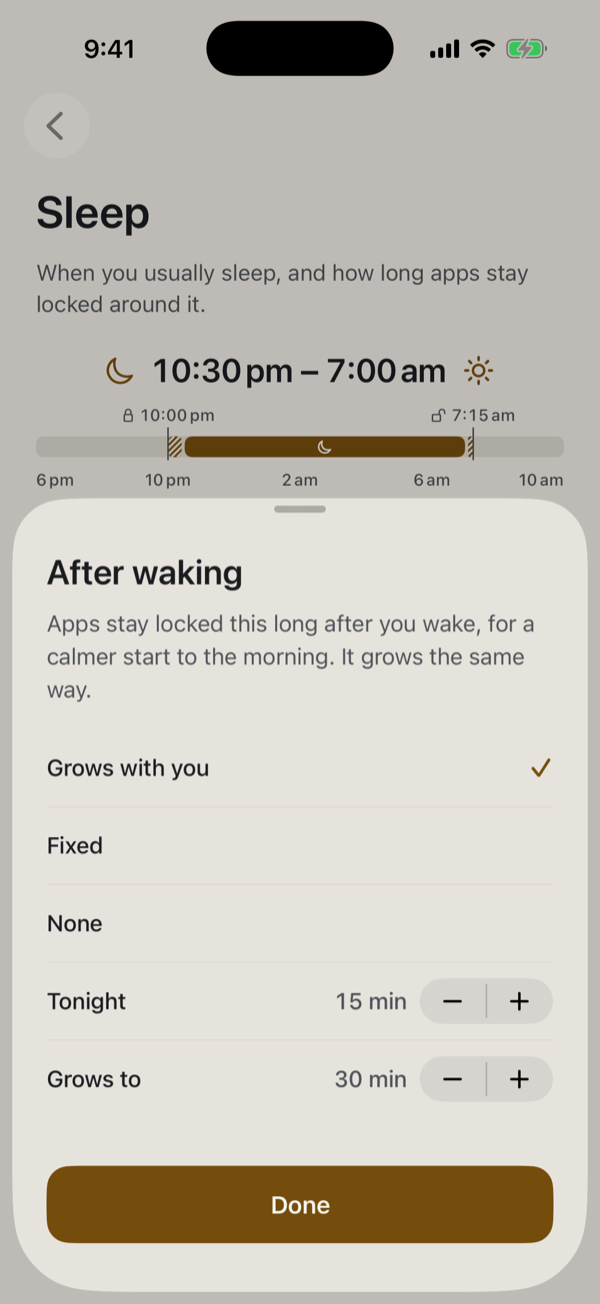 9:41
Sleep
When you usually sleep, and how long apps stay
locked around it.
10:30 pm – 7:00 am
10:00 pm
7:15 am
6 pm
10 pm
2 am
6 am
10 am
After waking
Apps stay locked this long after you wake, for a
calmer start to the morning. It grows the same
way.
Grows with you
Fixed
None
Tonight 15 min − +
Grows to 30 min − +
Done